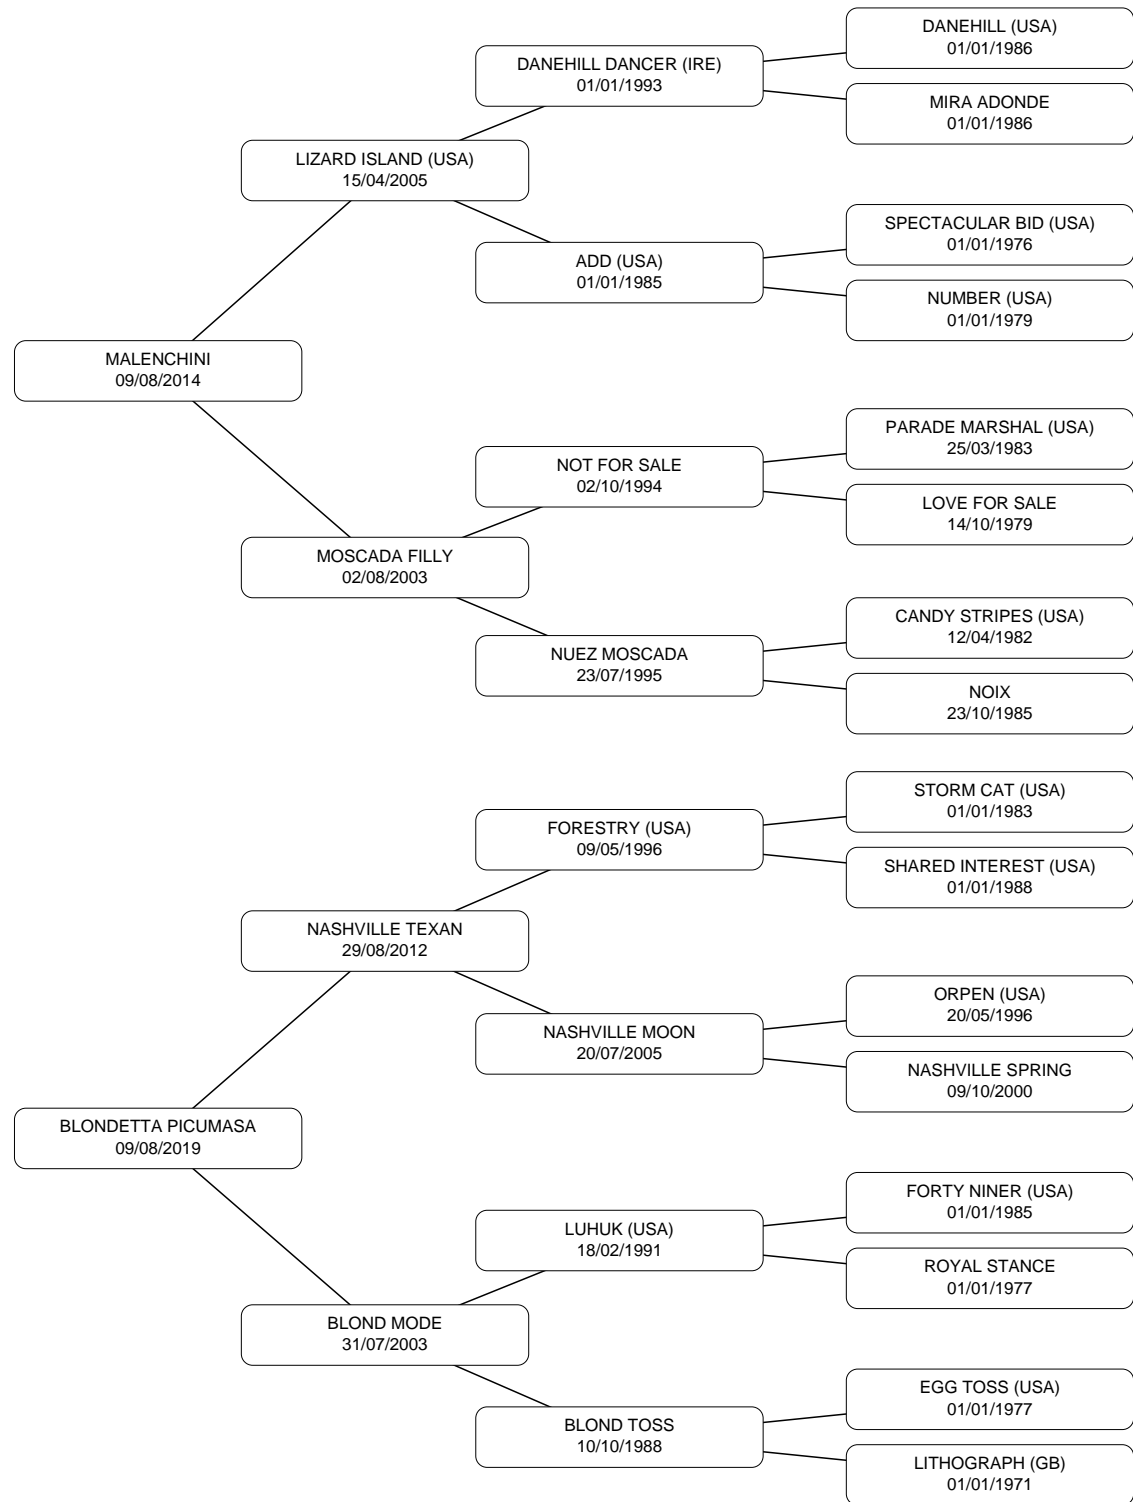 DANEHILL (USA)
01/01/1986
DANEHILL DANCER (IRE)
01/01/1993
MIRA ADONDE
01/01/1986
LIZARD ISLAND (USA)
15/04/2005
SPECTACULAR BID (USA)
01/01/1976
ADD (USA)
01/01/1985
NUMBER (USA)
01/01/1979
MALENCHINI
09/08/2014
PARADE MARSHAL (USA)
25/03/1983
NOT FOR SALE
02/10/1994
LOVE FOR SALE
14/10/1979
MOSCADA FILLY
02/08/2003
CANDY STRIPES (USA)
12/04/1982
NUEZ MOSCADA
23/07/1995
NOIX
23/10/1985
STORM CAT (USA)
01/01/1983
FORESTRY (USA)
09/05/1996
SHARED INTEREST (USA)
01/01/1988
NASHVILLE TEXAN
29/08/2012
ORPEN (USA)
20/05/1996
NASHVILLE MOON
20/07/2005
NASHVILLE SPRING
09/10/2000
BLONDETTA PICUMASA
09/08/2019
FORTY NINER (USA)
01/01/1985
LUHUK (USA)
18/02/1991
ROYAL STANCE
01/01/1977
BLOND MODE
31/07/2003
EGG TOSS (USA)
01/01/1977
BLOND TOSS
10/10/1988
LITHOGRAPH (GB)
01/01/1971